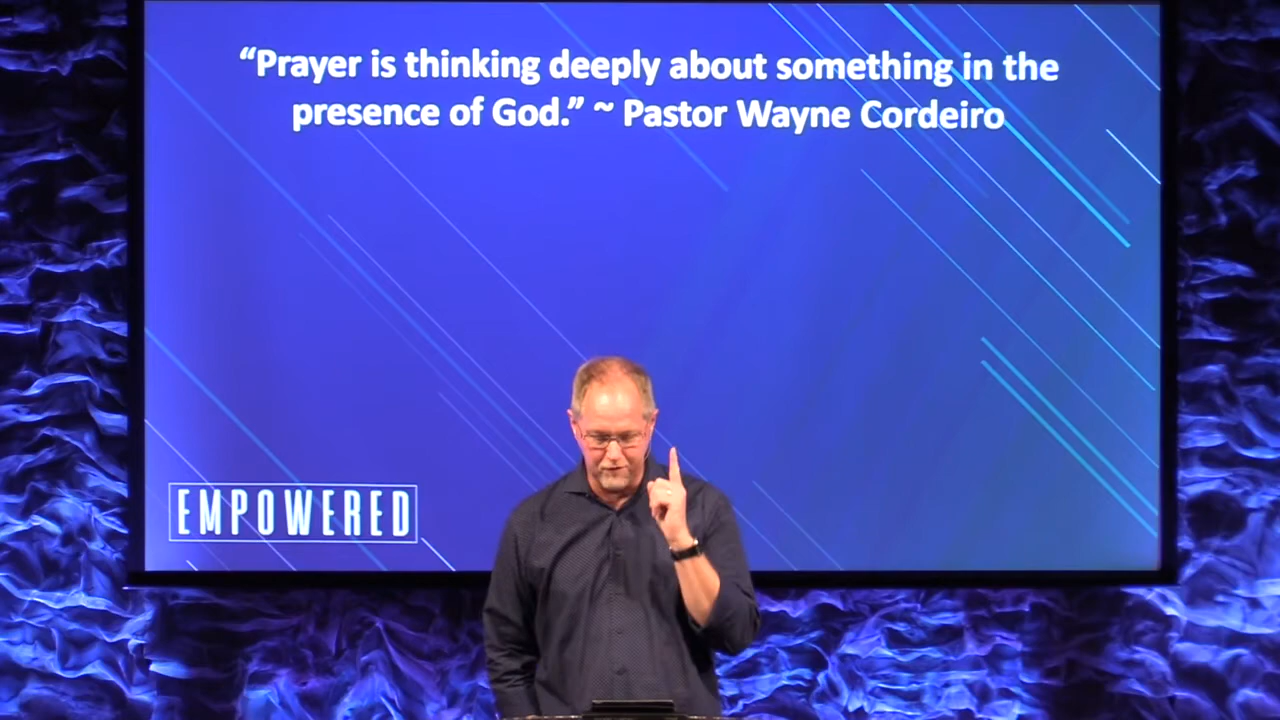 “Prayer is thinking deeply about something in the
presence of God.” ~ Pastor Wayne Cordeiro
EMPOWERED